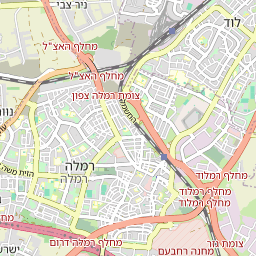 ניר צבי
לוד
מחלף האצ"ל
מחלף האצ"ל
צומת רמלה צפון
רמלה
רמלה
מחלף רמלוד
מחלף רמלוד
מחלף רמלוד
מחלף רמלה דרום
צומת נזר
מחנה רחבעם